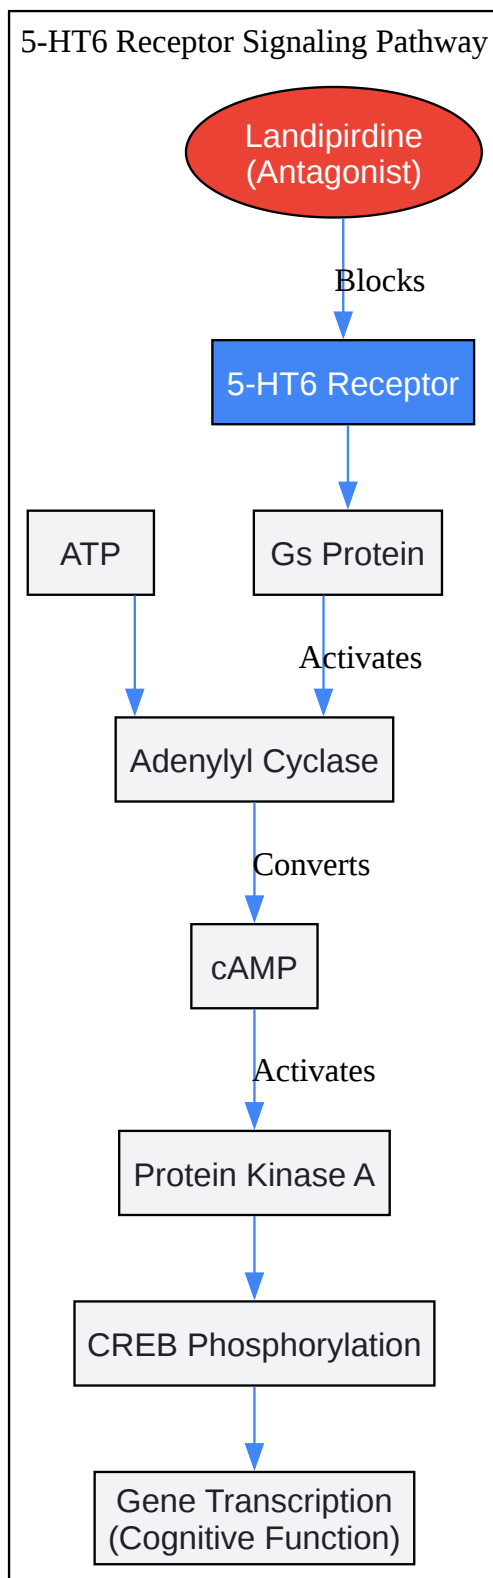 5-HT6 Receptor Signaling Pathway
Landipirdine
(Antagonist)
Blocks
5-HT6 Receptor
ATP
Gs Protein
Activates
Adenylyl Cyclase
Converts
cAMP
Activates
Protein Kinase A
CREB Phosphorylation
Gene Transcription
(Cognitive Function)